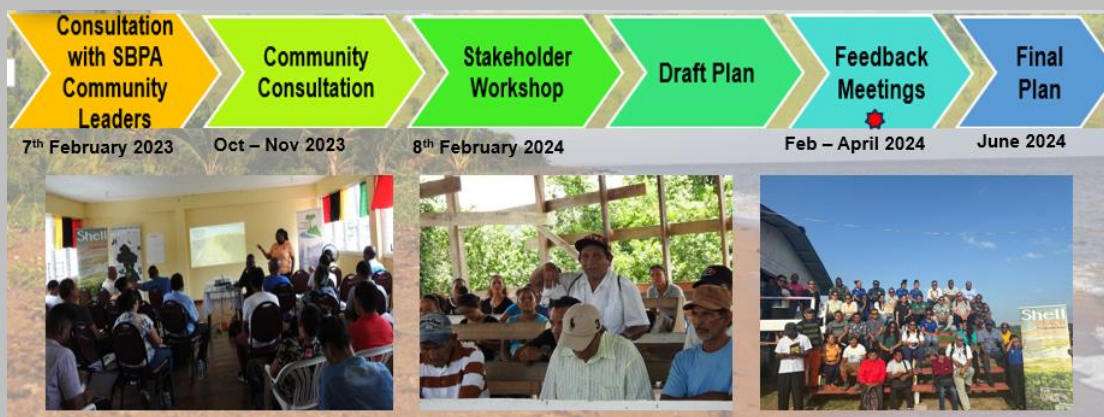 Consultation
with SBPA
Community
Leaders
Community
Consultation
Stakeholder
Workshop
Draft Plan
Feedback
Meetings
Final
Plan
7th February 2023
Oct – Nov 2023
8th February 2024
Feb – April 2024
June 2024
Shell
Shell